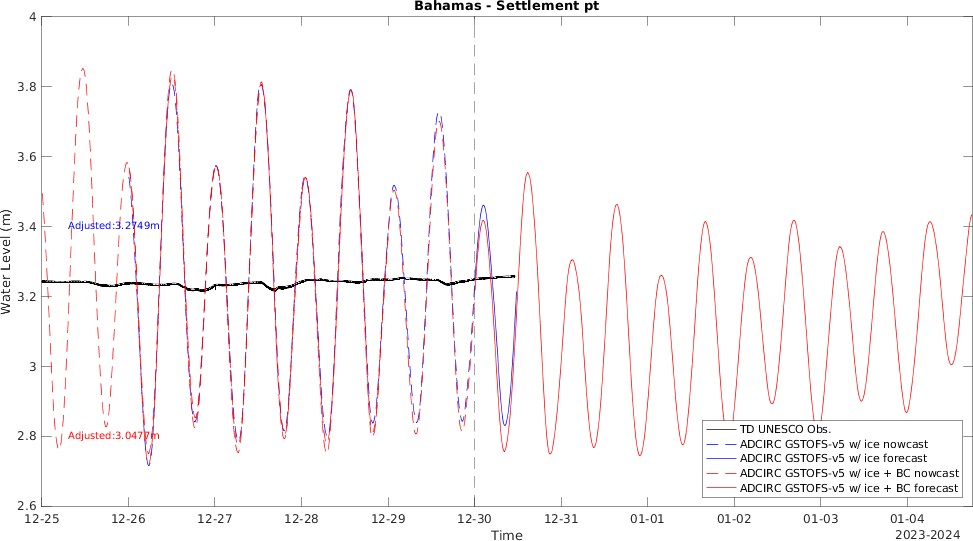 Bahamas - Settlement pt
4
3.8
3.6
3.4
3.2
3
2.8
2.6
Water Level (m)
Adjusted:3.2749m
Adjusted:3.0477m
TD UNESCO Obs.
ADCIRC GSTOFS-v5 w/ ice nowcast
ADCIRC GSTOFS-v5 w/ ice forecast
ADCIRC GSTOFS-v5 w/ ice + BC nowcast
ADCIRC GSTOFS-v5 w/ ice + BC forecast
12-25 12-26 12-27 12-28 12-29 12-30 12-31 01-01 01-02 01-03 01-04
Time
2023-2024